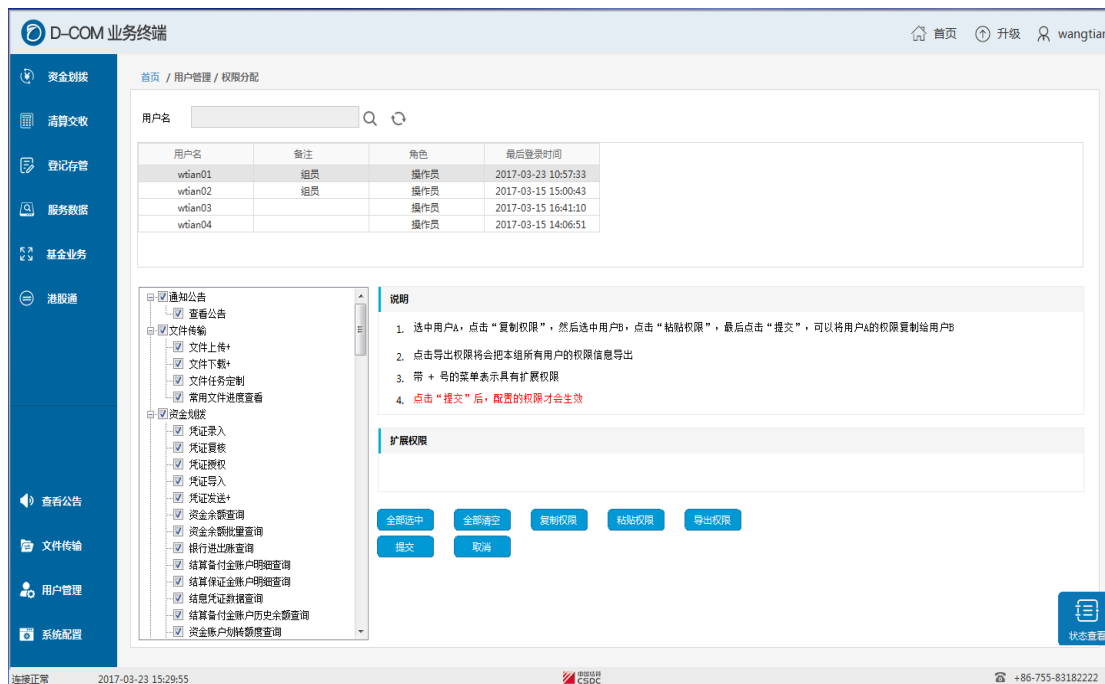 D-COM 业务终端
首页 升级 wangtian
资金划拨
清算交收
登记存管
服务数据
基金业务
港股通
查看公告
文件传输
用户管理
系统配置
首页 / 用户管理 / 权限分配
用户名
用户名 备注 角色 最后登录时间
wtian01 组员 操作员 2017-03-23 10:57:33
wtian02 组员 操作员 2017-03-15 15:00:43
wtian03 操作员 2017-03-15 16:41:10
wtian04 操作员 2017-03-15 14:06:51
通知公告
查看公告
文件传输
文件上传+
文件下载+
文件任务定制
常用文件进度查看
资金划拨
凭证录入
凭证复核
凭证授权
凭证导入
凭证发送+
资金余额查询
资金余额批量查询
银行进出账查询
结算备付金账户明细查询
结算保证金账户明细查询
结息凭证数据查询
结算备付金账户历史余额查询
资金账户划转额度查询
说明
1. 选中用户A，点击“复制权限”，然后选中用户B，点击“粘贴权限”，最后点击“提交”，可以将用户A的权限复制给用户B
2. 点击导出权限将会把本组所有用户的权限信息导出
3. 带 + 号的菜单表示具有扩展权限
4. 点击“提交”后，配置的权限才会生效
扩展权限
全部选中 全部清空 复制权限 粘贴权限 导出权限
提交 取消
状态查看
连接正常 2017-03-23 15:29:55 中国结算 CSDC +86-755-83182222